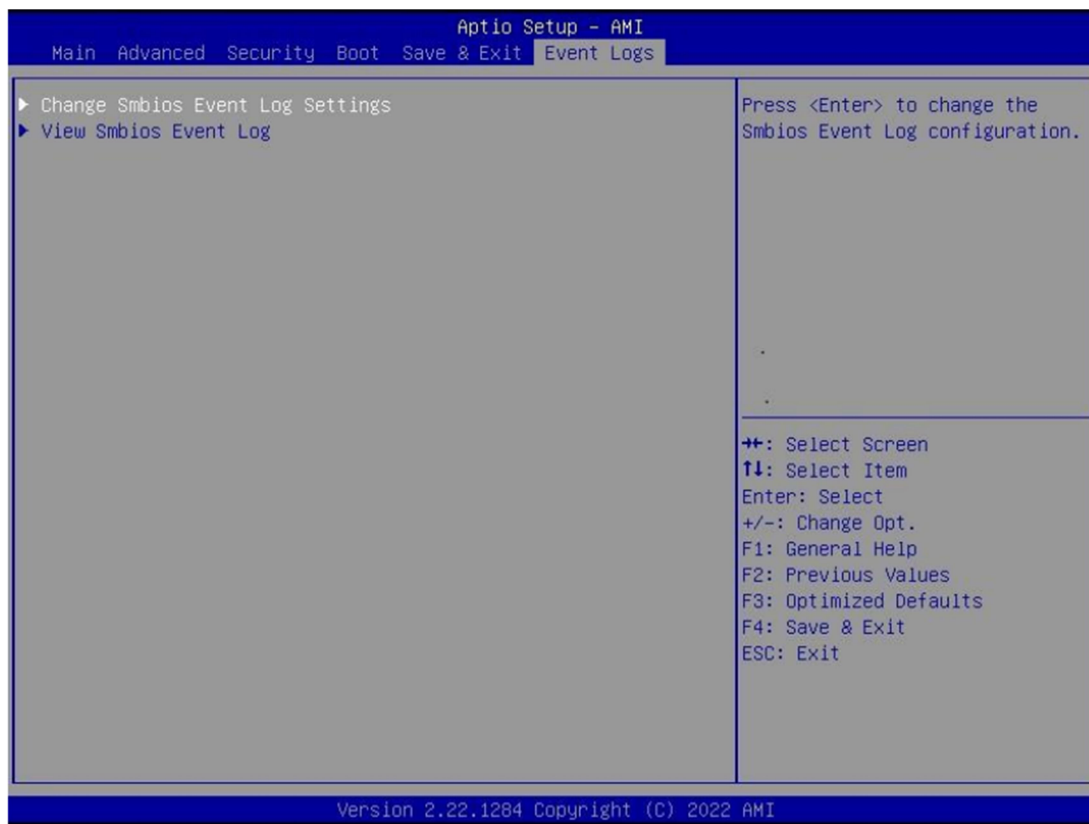 Aptio Setup – AMI
Main Advanced Security Boot Save & Exit Event Logs
▶ Change Smbios Event Log Settings
▶ View Smbios Event Log
Press <Enter> to change the
Smbios Event Log configuration.
→←: Select Screen
↑↓: Select Item
Enter: Select
+/-: Change Opt.
F1: General Help
F2: Previous Values
F3: Optimized Defaults
F4: Save & Exit
ESC: Exit
Version 2.22.1284 Copyright (C) 2022 AMI